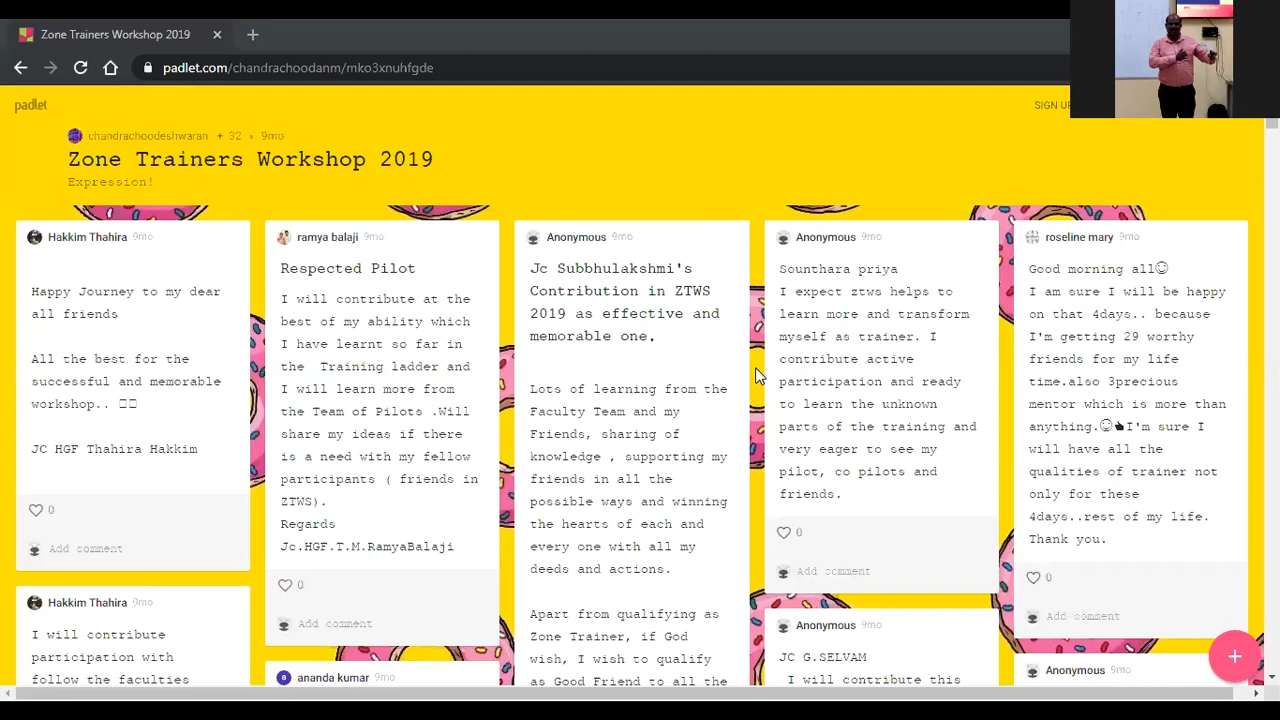 Zone Trainers Workshop 2019
padlet.com/chandrachoodanm/mko3xnuhfgde
padlet
SIGN
chandrachoodeshwaran + 32 • 9mo
Zone Trainers Workshop 2019
Expression!
Hakkim Thahira 9mo
Happy Journey to my dear
all friends
All the best for the
successful and memorable
workshop..
JC HGF Thahira Hakkim
0
Add comment
Hakkim Thahira 9mo
I will contribute
participation with
follow the faculties
ramya balaji 9mo
Respected Pilot
I will contribute at the
best of my ability which
I have learnt so far in
the Training ladder and
I will learn more from
the Team of Pilots .Will
share my ideas if there
is a need with my fellow
participants ( friends in
ZTWS).
Regards
Jc.HGF.T.M.RamyaBalaji
0
Add comment
ananda kumar 9mo
Anonymous 9mo
Jc Subbhulakshmi's
Contribution in ZTWS
2019 as effective and
memorable one.
Lots of learning from the
Faculty Team and my
Friends, sharing of
knowledge , supporting my
friends in all the
possible ways and winning
the hearts of each and
every one with all my
deeds and actions.
Apart from qualifying as
Zone Trainer, if God
wish, I wish to qualify
as Good Friend to all the
Anonymous 9mo
Sounthara priya
I expect ztws helps to
learn more and transform
myself as trainer. I
contribute active
participation and ready
to learn the unknown
parts of the training and
very eager to see my
pilot, co pilots and
friends.
0
Add comment
Anonymous 9mo
JC G.SELVAM
I will contribute this
roseline mary 9mo
Good morning all☺
I am sure I will be happy
on that 4days.. because
I'm getting 29 worthy
friends for my life
time.also 3precious
mentor which is more than
anything.☺👍I'm sure I
will have all the
qualities of trainer not
only for these
4days..rest of my life.
Thank you.
0
Add comment
Anonymous 9mo